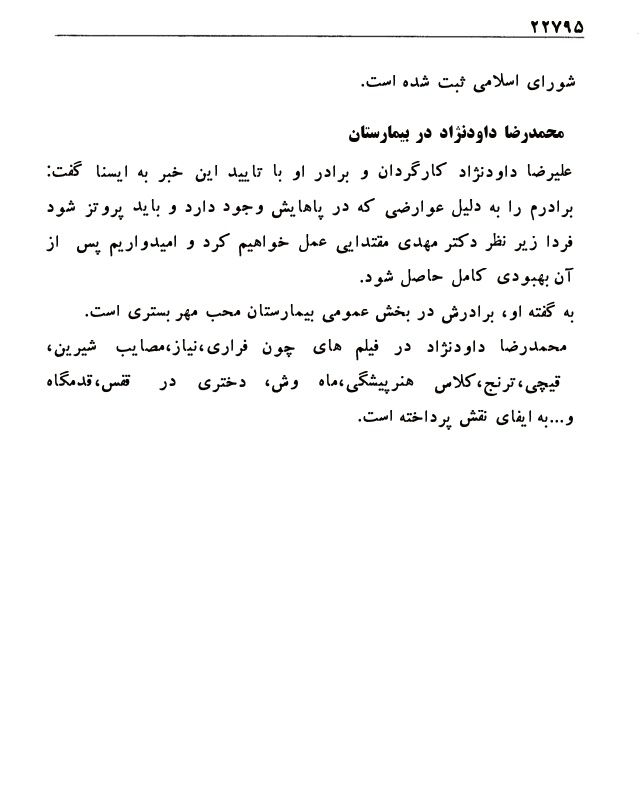 ۲۲۷۹۵
شورای اسلامی ثبت شده است.
محمدرضا داودنژاد در بیمارستان
علیرضا داودنژاد کارگردان و برادر او با تایید این خبر به ایسنا گفت:
برادرم را به دلیل عوارضی که در پاهایش وجود دارد و باید پروتز شود
فردا زیر نظر دکتر مهدی مقتدایی عمل خواهیم کرد و امیدواریم پس از
آن بهبودی کامل حاصل شود.
به گفته او، برادرش در بخش عمومی بیمارستان محب مهر بستری است.
محمدرضا داودنژاد در فیلم های چون فراری،نیاز،مصایب شیرین،
قیچی،ترنج،کلاس هنرپیشگی،ماه وش، دختری در قفس،قدمگاه
و...به ایفای نقش پرداخته است.